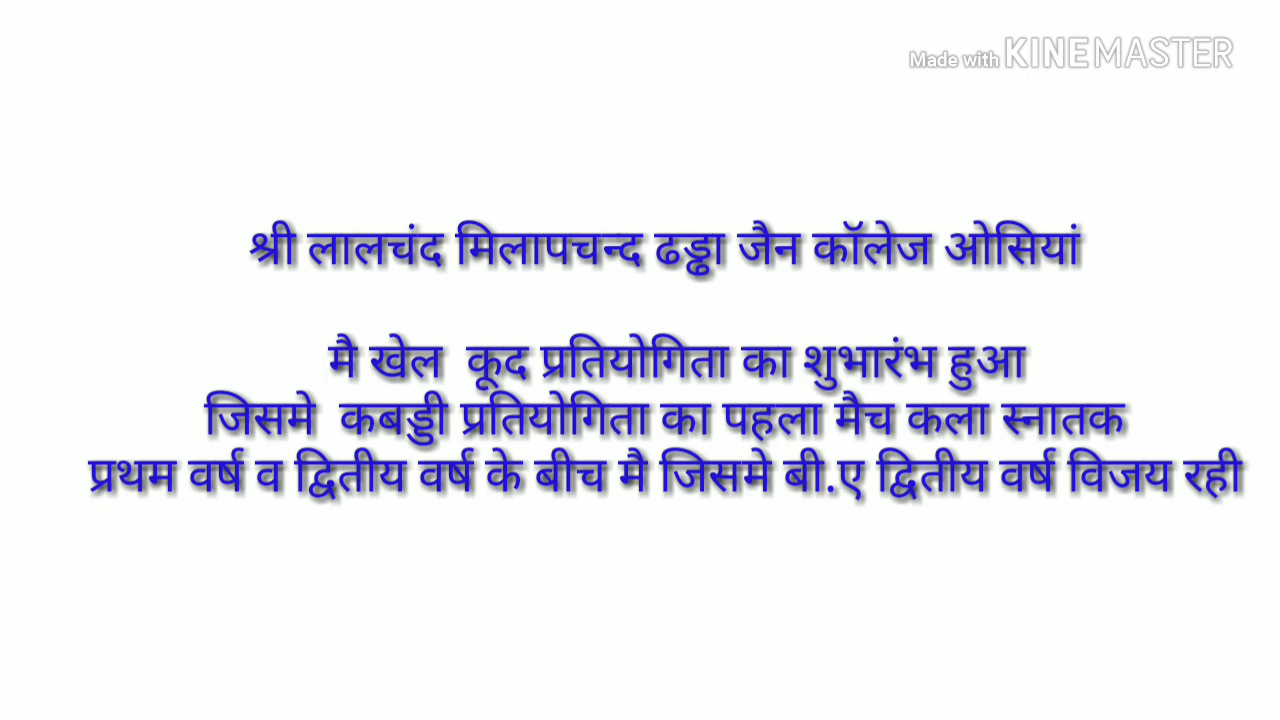 Made with KINEMASTER
श्री लालचंद मिलापचन्द ढड्ढा जैन कॉलेज ओसियां
मै खेल  कूद प्रतियोगिता का शुभारंभ हुआ
जिसमे  कबड्डी प्रतियोगिता का पहला मैच कला स्नातक
प्रथम वर्ष व द्वितीय वर्ष के बीच मै जिसमे बी.ए द्वितीय वर्ष विजय रही